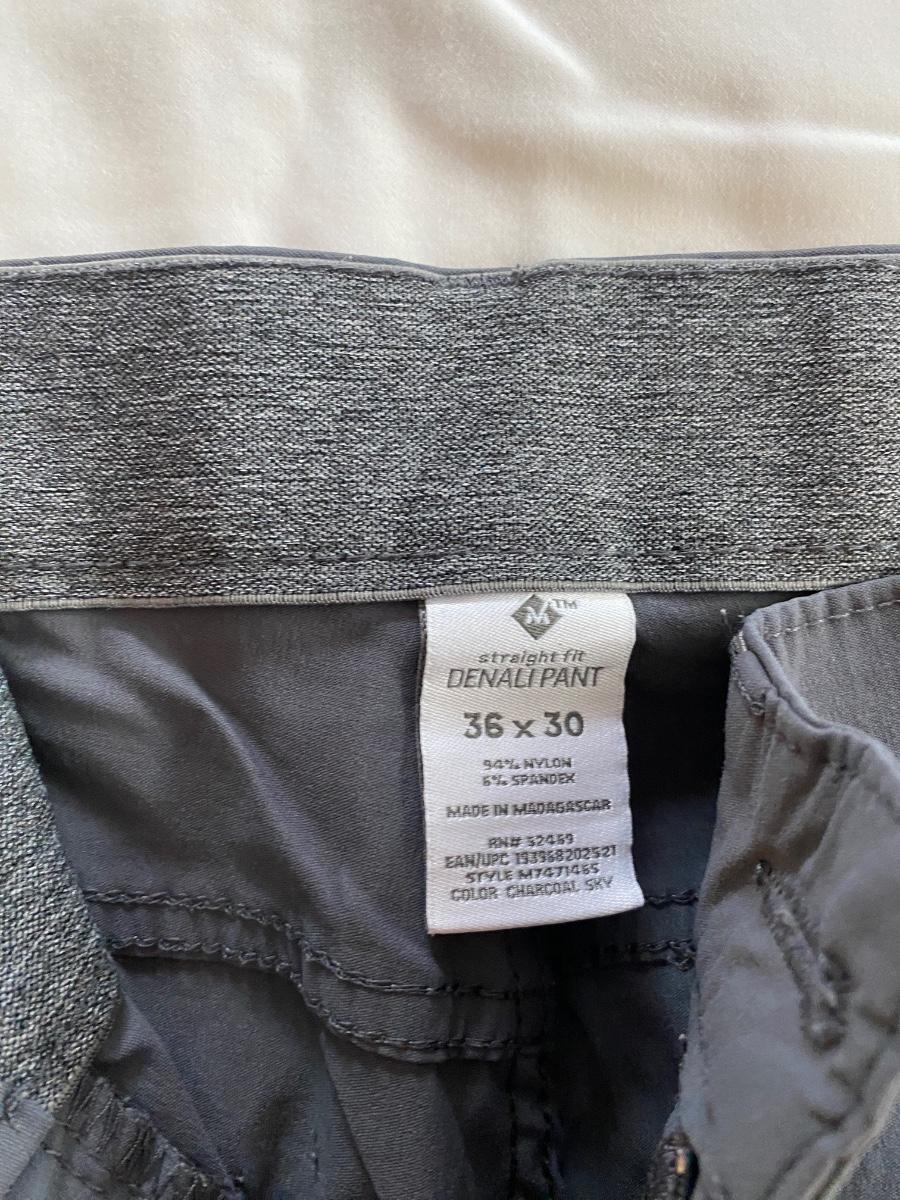 M™
straight fit
DENALI PANT
36 x 30
94% NYLON
6% SPANDEX
MADE IN MADAGASCAR
RN# 52469
EAN/UPC 193968202521
STYLE M7471465
COLOR CHARCOAL SKY